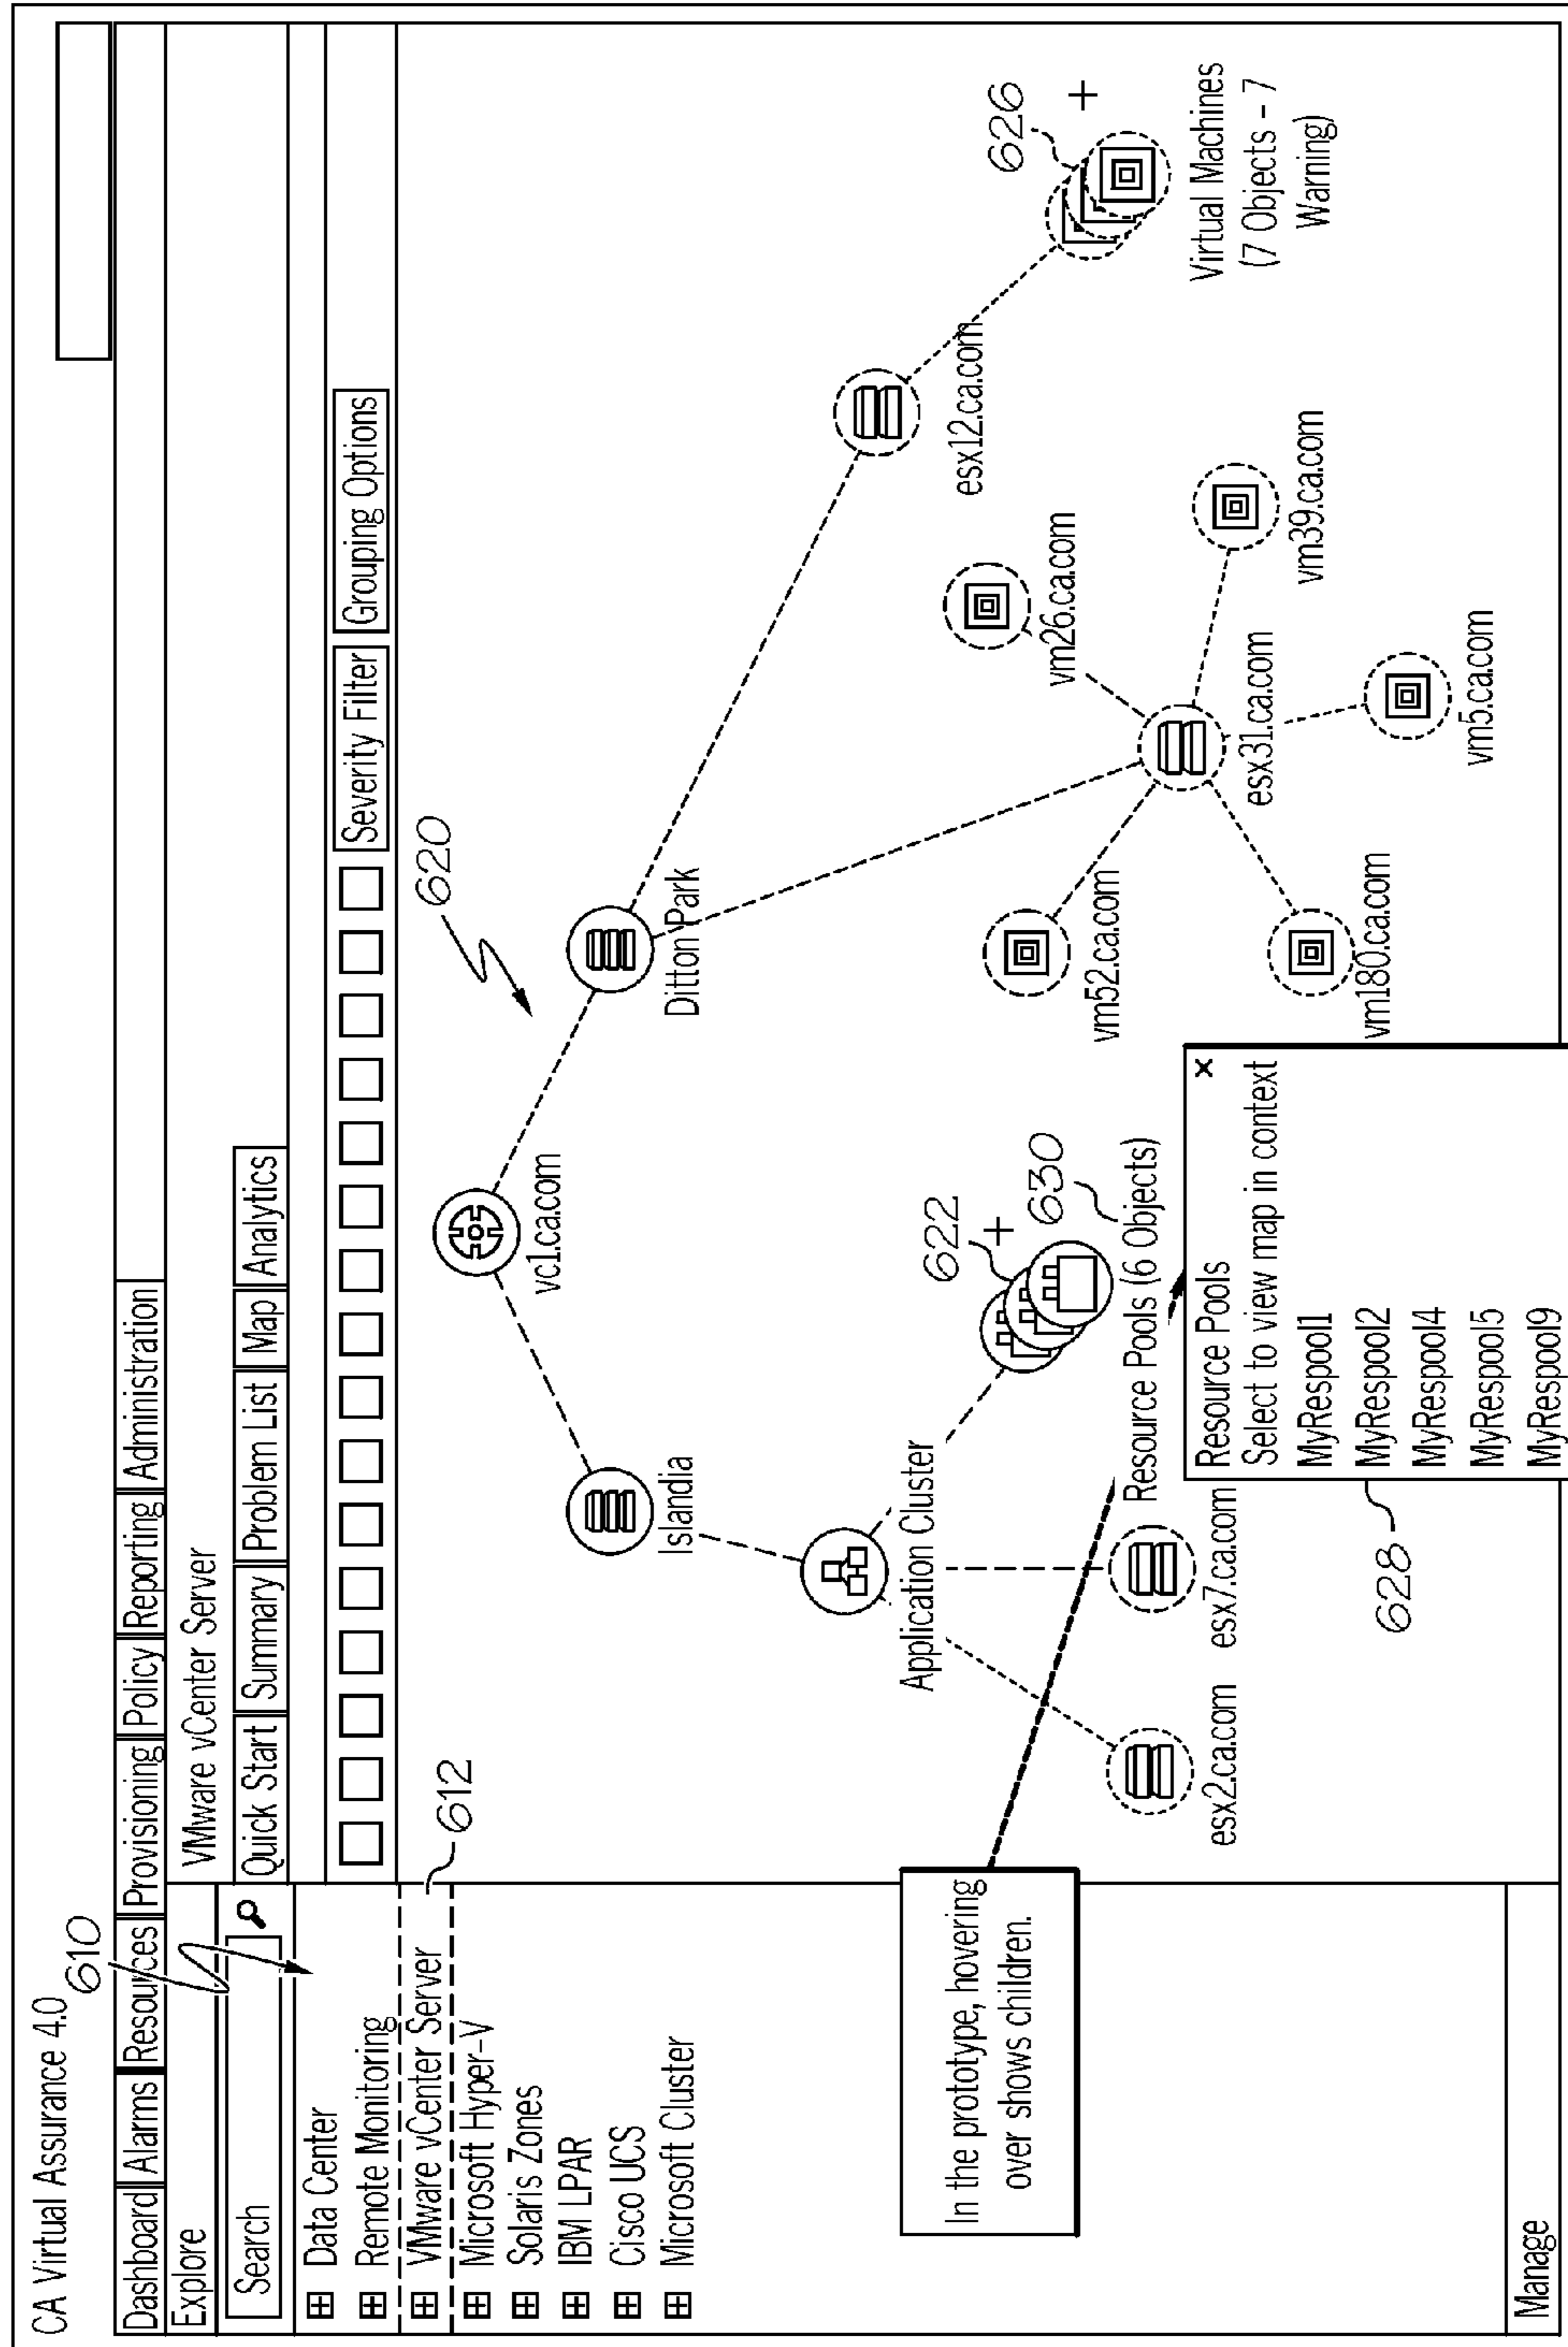 CA Virtual Assurance 4.0
610
Dashboard Alarms Resources Provisioning Policy Reporting Administration
Explore
VMware vCenter Server
Search
Quick Start Summary Problem List Map Analytics
Severity Filter Grouping Options
Data Center
Remote Monitoring
VMware vCenter Server
612
Microsoft Hyper-V
Solaris Zones
IBM LPAR
Cisco UCS
Microsoft Cluster
620
vc1.ca.com
Islandia
Ditton Park
Application Cluster
622
+
630
Resource Pools (6 Objects)
esx2.ca.com
esx7.ca.com
esx12.ca.com
626
+
Virtual Machines
(7 Objects - 7
Warning)
vm26.ca.com
vm52.ca.com
esx31.ca.com
vm39.ca.com
vm180.ca.com
vm5.ca.com
In the prototype, hovering
over shows children.
628
x
Resource Pools
Select to view map in context
MyRespool1
MyRespool2
MyRespool4
MyRespool5
MyRespool9
Manage